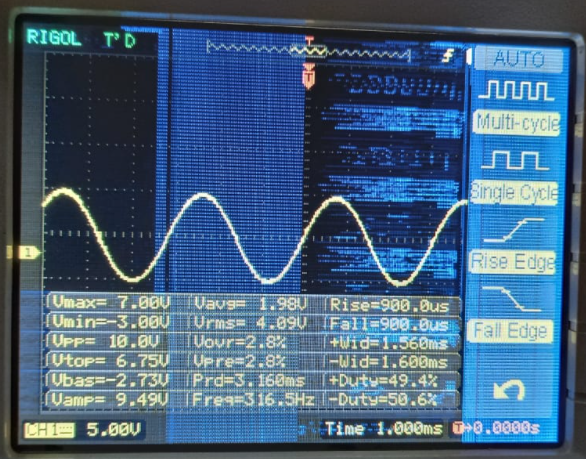 RIGOL T'D
T
AUTO
T
Multi-cycle
Single Cycle
1
Rise Edge
Fall Edge
Vmax= 7.00V Vavg= 1.98V Rise=900.0us
Vmin=-3.00V Vrms= 4.09V Fall=900.0us
Vpp= 10.0V Vovr=2.8% +Wid=1.560ms
Vtop= 6.75V Vpre=2.8% -Wid=1.600ms
Vbas=-2.73V Prd=3.160ms +Duty=49.4%
Vamp= 9.49V Freq=316.5Hz -Duty=50.6%
CH1 5.00V Time 1.000ms T→0.0000s